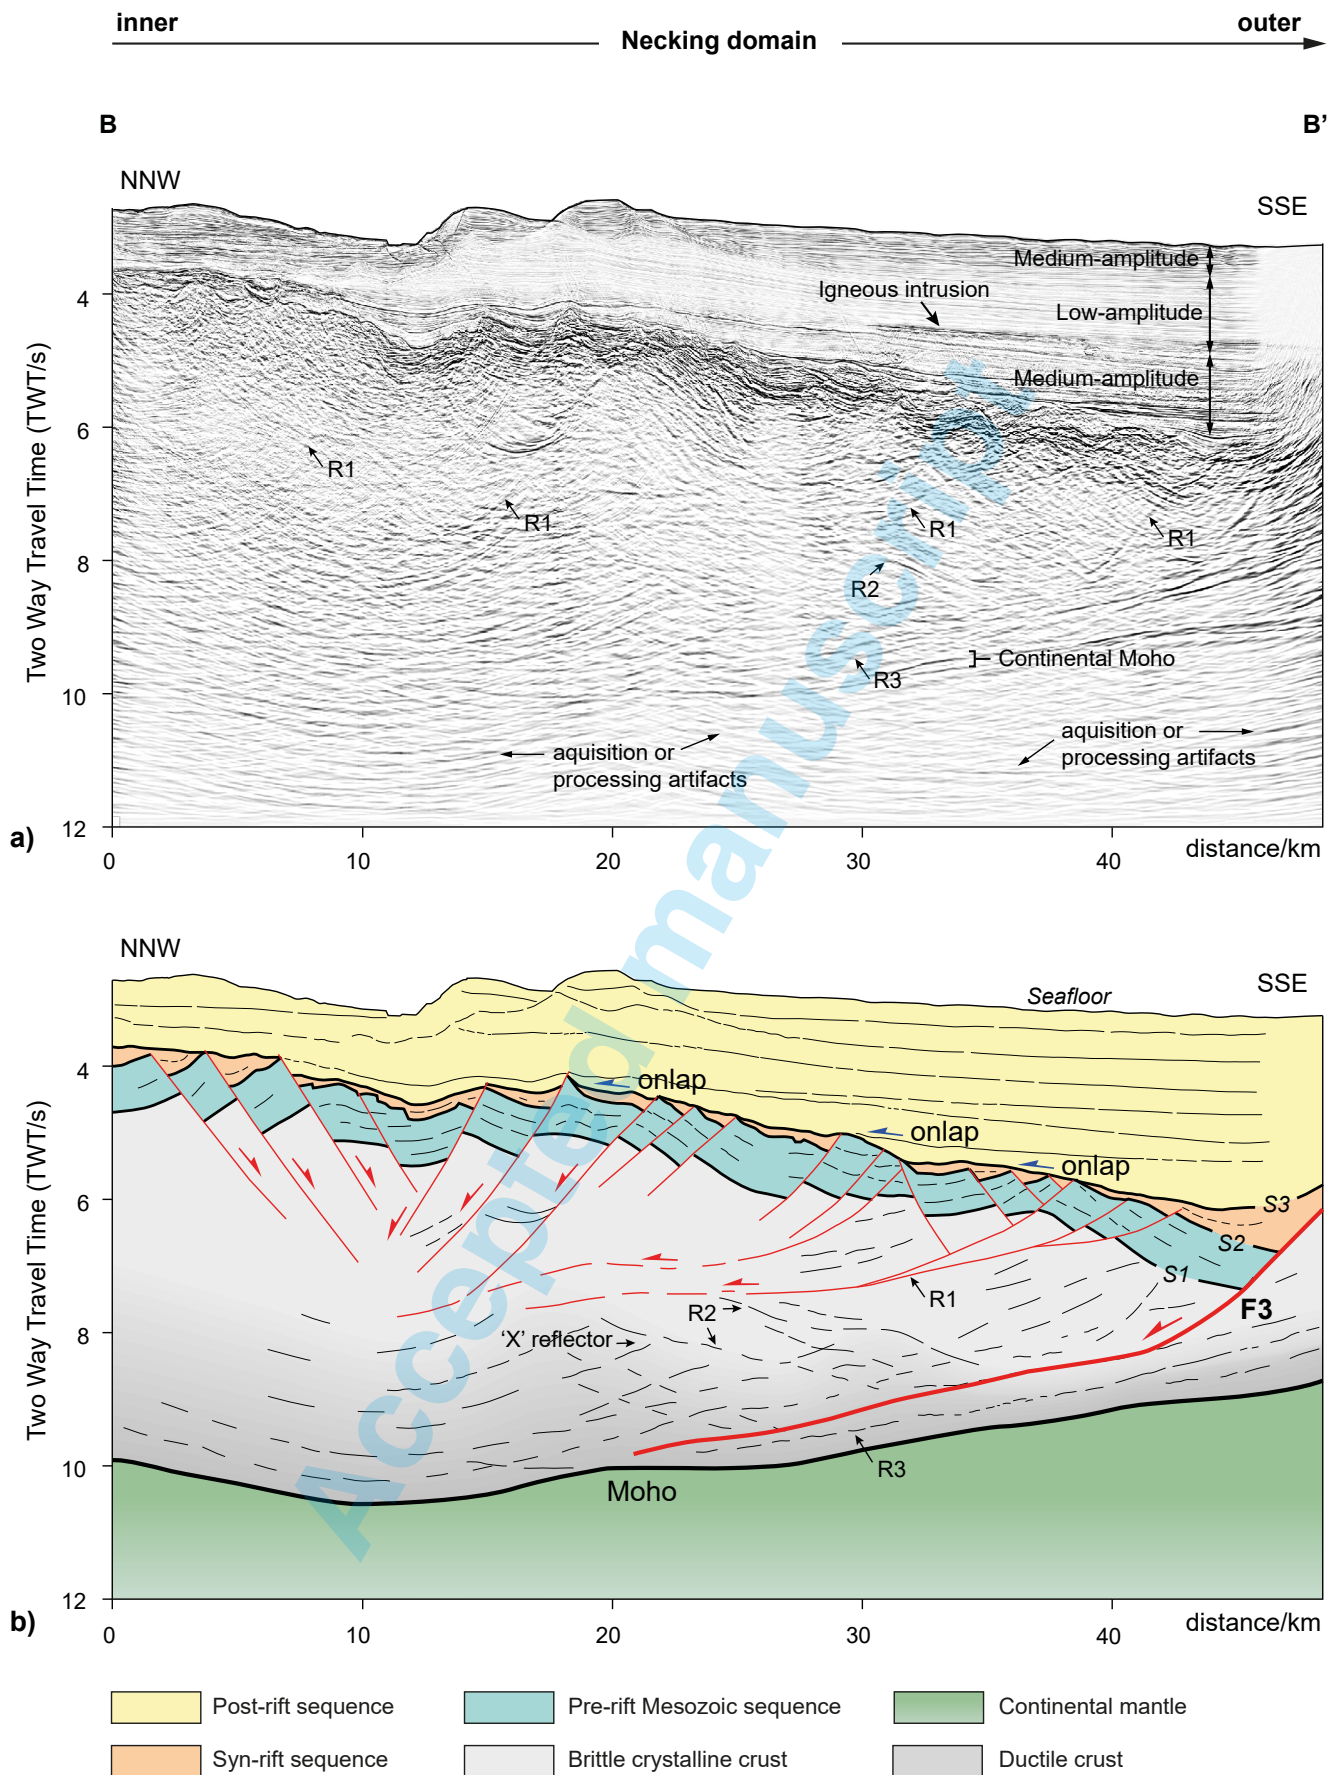 inner
outer
Necking domain
B
B'
NNW
SSE
Medium-amplitude
Igneous intrusion
Low-amplitude
Medium-amplitude
R1
R1
R1
R1
R2
Continental Moho
R3
aquisition or
processing artifacts
aquisition or
processing artifacts
4
6
8
10
12
Two Way Travel Time (TWT/s)
a)
0
10
20
30
40
distance/km
Accepted manuscript
NNW
SSE
Seafloor
onlap
onlap
onlap
S3
S2
S1
F3
R1
R2
'X' reflector
R3
Moho
4
6
8
10
12
Two Way Travel Time (TWT/s)
b)
0
10
20
30
40
distance/km
Post-rift sequence
Pre-rift Mesozoic sequence
Continental mantle
Syn-rift sequence
Brittle crystalline crust
Ductile crust